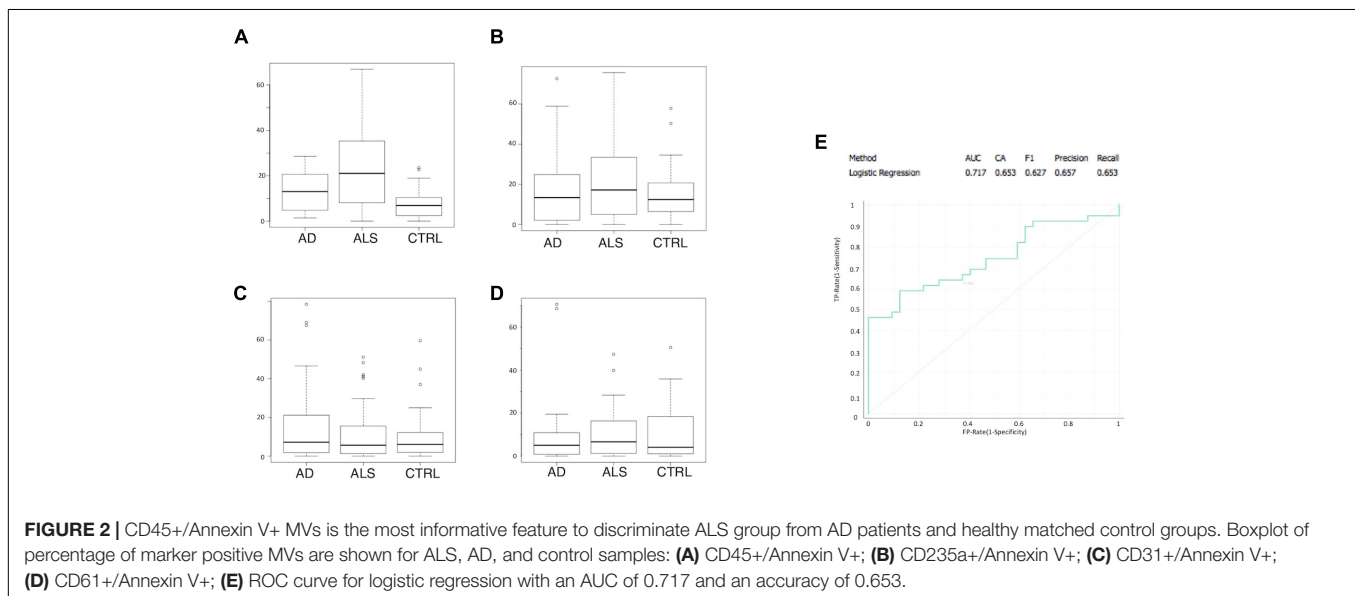 A
60
40
20
0
AD ALS CTRL
B
60
40
20
0
AD ALS CTRL
C
60
40
20
0
AD ALS CTRL
D
60
40
20
0
AD ALS CTRL
E
Method AUC CA F1 Precision Recall
Logistic Regression 0.717 0.653 0.627 0.657 0.653
1
0.9
0.8
0.7
0.6
0.5
0.4
0.3
0.2
0.1
0
TP-Rate(1-Sensitivity)
0 0.2 0.4 0.6 0.8 1
FP-Rate(1-Specificity)
FIGURE 2 | CD45+/Annexin V+ MVs is the most informative feature to discriminate ALS group from AD patients and healthy matched control groups. Boxplot of
percentage of marker positive MVs are shown for ALS, AD, and control samples: (A) CD45+/Annexin V+; (B) CD235a+/Annexin V+; (C) CD31+/Annexin V+;
(D) CD61+/Annexin V+; (E) ROC curve for logistic regression with an AUC of 0.717 and an accuracy of 0.653.